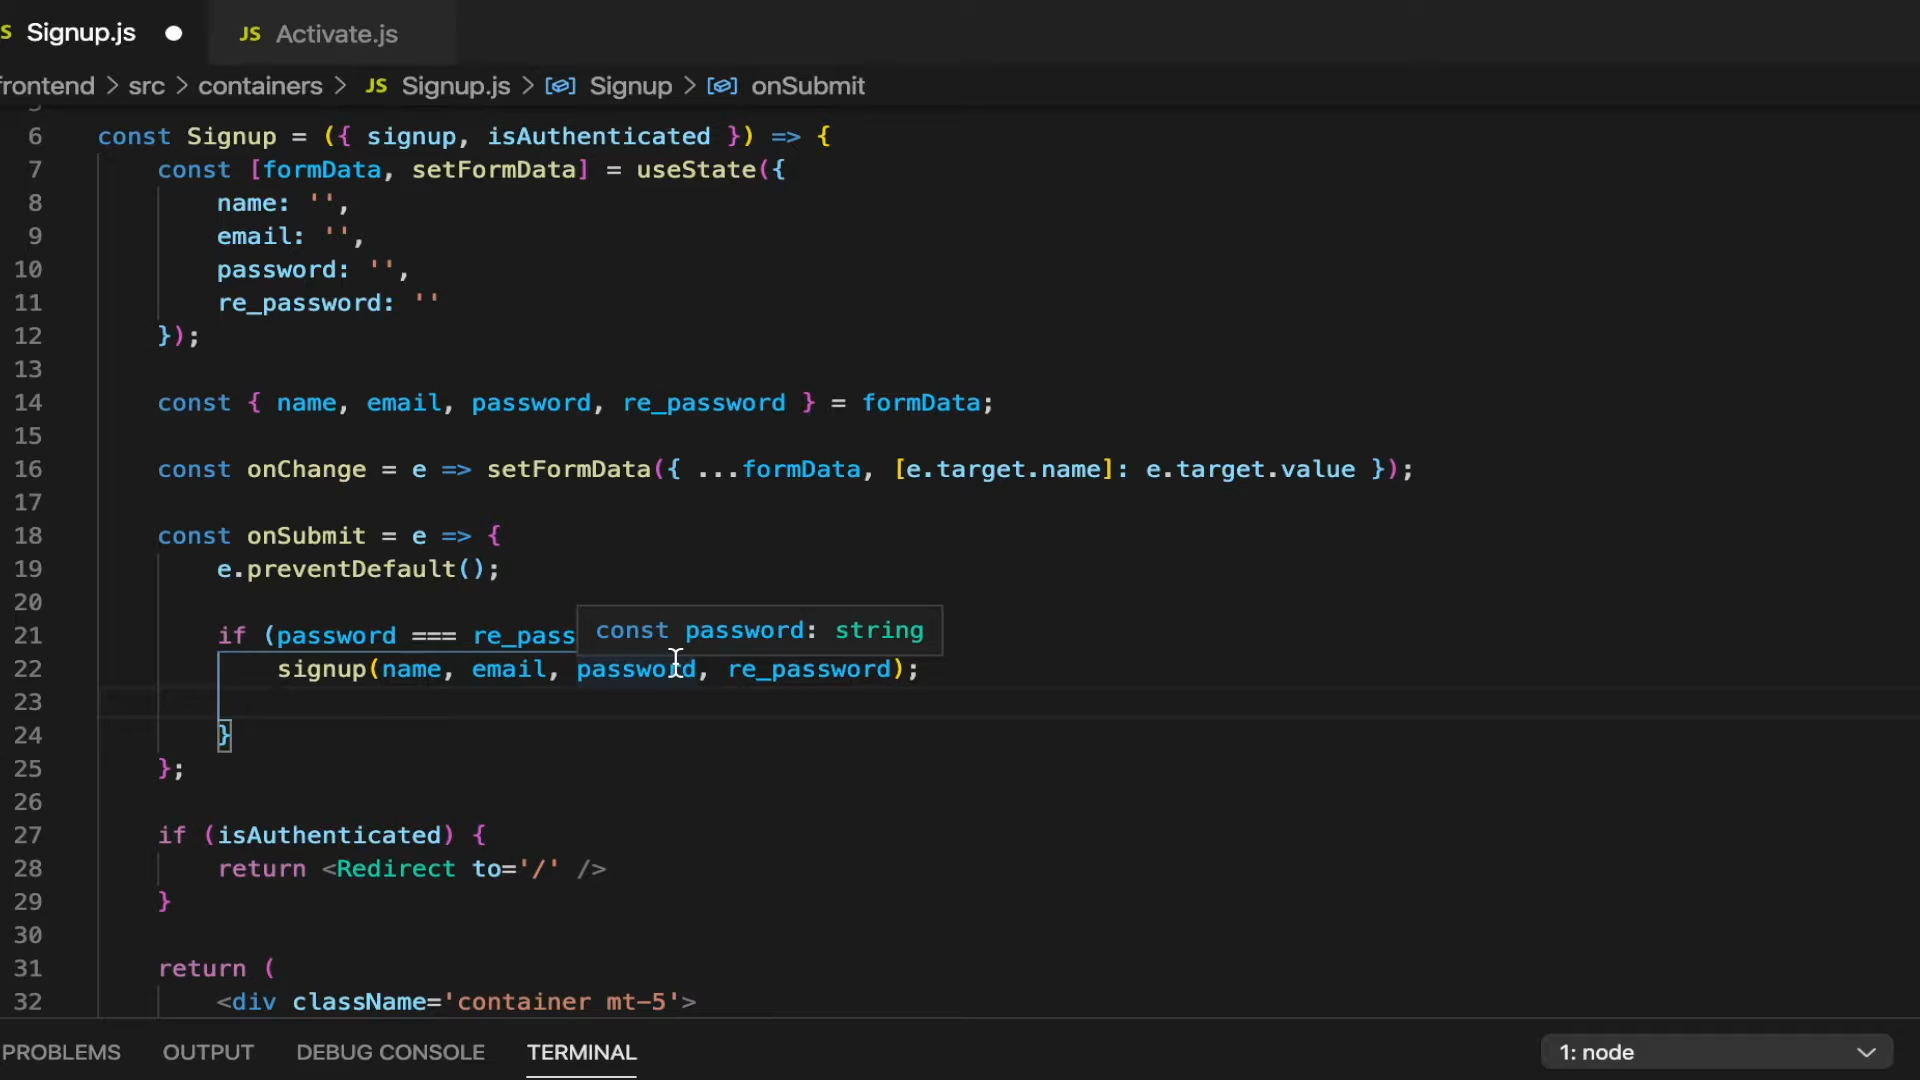 S Signup.js JS Activate.js
rontend > src > containers > JS Signup.js > Signup > onSubmit
6 const Signup = ({ signup, isAuthenticated }) => {
7 const [formData, setFormData] = useState({
8 name: '',
9 email: '',
10 password: '',
11 re_password: ''
12 });
13
14 const { name, email, password, re_password } = formData;
15
16 const onChange = e => setFormData({ ...formData, [e.target.name]: e.target.value });
17
18 const onSubmit = e => {
19 e.preventDefault();
20
21 if (password === re_pass const password: string
22 signup(name, email, password, re_password);
23
24 }
25 };
26
27 if (isAuthenticated) {
28 return <Redirect to='/' />
29 }
30
31 return (
32 <div className='container mt-5'>
PROBLEMS OUTPUT DEBUG CONSOLE TERMINAL 1: node